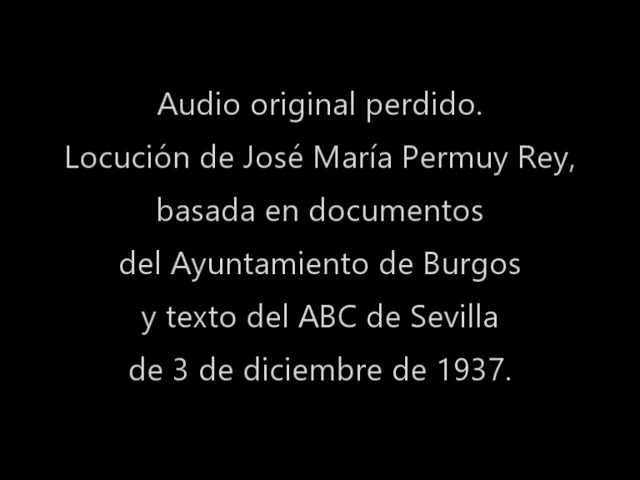 Audio original perdido.
Locución de José María Permuy Rey,
basada en documentos
del Ayuntamiento de Burgos
y texto del ABC de Sevilla
de 3 de diciembre de 1937.